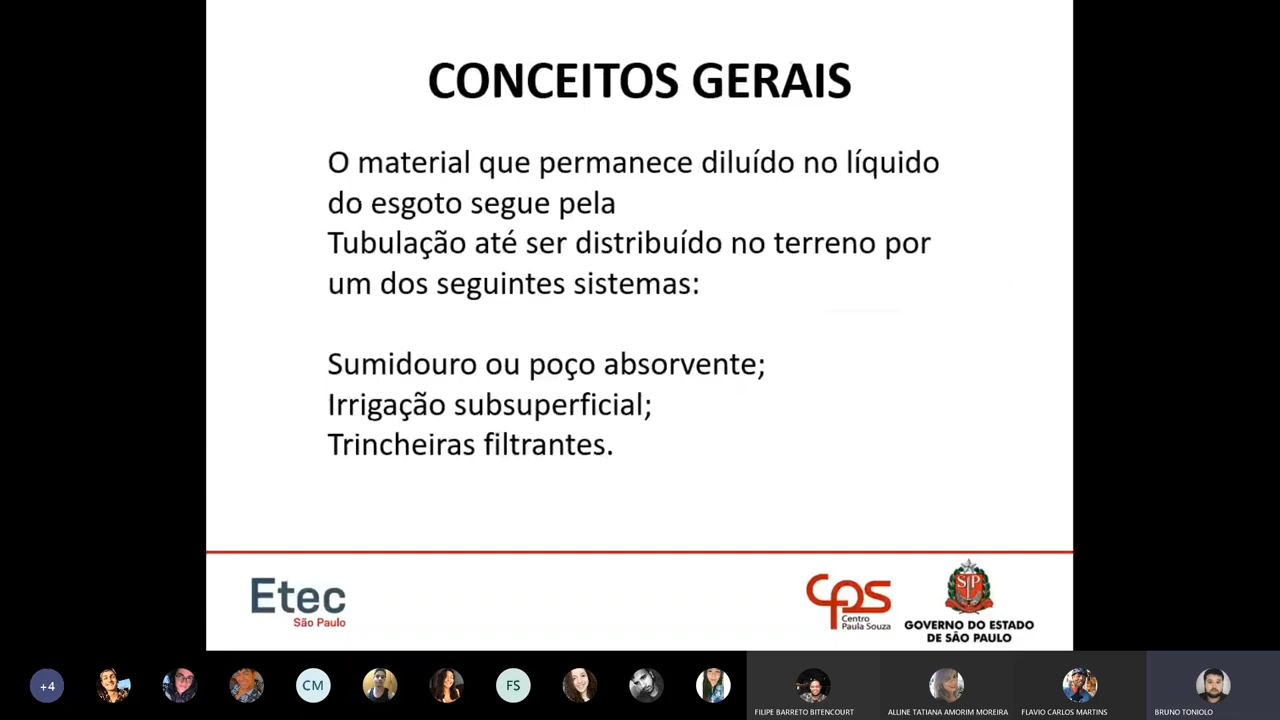 CONCEITOS GERAIS
O material que permanece diluído no líquido
do esgoto segue pela
Tubulação até ser distribuído no terreno por
um dos seguintes sistemas:
Sumidouro ou poço absorvente;
Irrigação subsuperficial;
Trincheiras filtrantes.
Etec
São Paulo
cps
Centro
Paula Souza
SP
GOVERNO DO ESTADO
DE SÃO PAULO
+4
CM
FS
FILIPE BARRETO BITENCOURT
ALLINE TATIANA AMORIM MOREIRA
FLAVIO CARLOS MARTINS
BRUNO TONIOLO